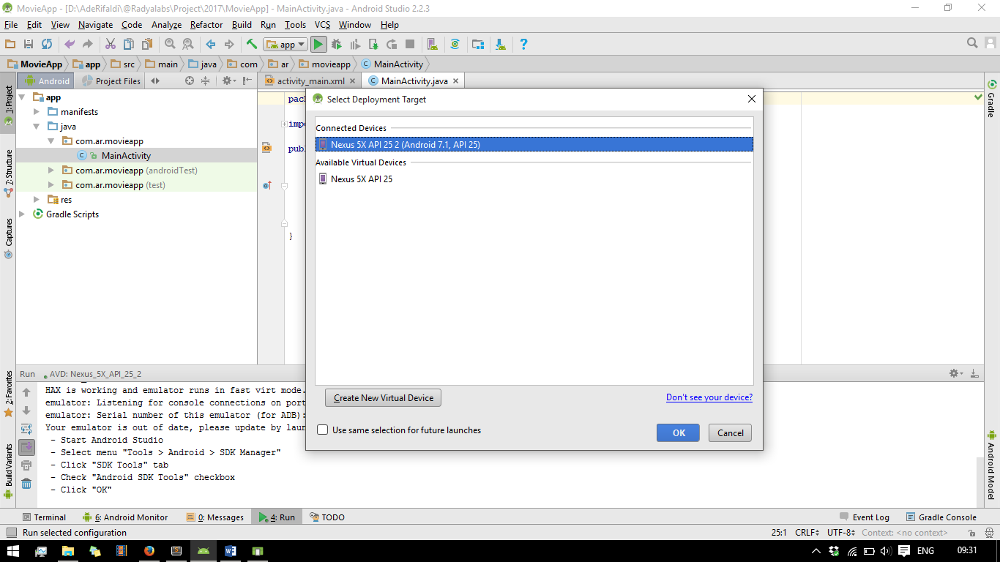 MovieApp - [D:\AdeRifaldi\@Radyalabs\Project\2017\MovieApp] - MainActivity.java - Android Studio 2.2.3
File Edit View Navigate Code Analyze Refactor Build Run Tools VCS Window Help
app
MovieApp app src main java com ar movieapp MainActivity
Android Project Files
activity_main.xml MainActivity.java
1: Project
7: Structure
Captures
2: Favorites
Build Variants
app
manifests
java
com.ar.movieapp
MainActivity
com.ar.movieapp (androidTest)
com.ar.movieapp (test)
res
Gradle Scripts
pac
impo
publ
}
Select Deployment Target
Connected Devices
Nexus 5X API 25 2 (Android 7.1, API 25)
Available Virtual Devices
Nexus 5X API 25
Create New Virtual Device
Don't see your device?
Use same selection for future launches
OK Cancel
Gradle
Android Model
Run AVD: Nexus_5X_API_25_2
HAX is working and emulator runs in fast virt mode.
emulator: Listening for console connections on port
emulator: Serial number of this emulator (for ADB):
Your emulator is out of date, please update by laun
- Start Android Studio
- Select menu "Tools > Android > SDK Manager"
- Click "SDK Tools" tab
- Check "Android SDK Tools" checkbox
- Click "OK"
Terminal 6: Android Monitor 0: Messages 4: Run TODO Event Log Gradle Console
Run selected configuration 25:1 CRLF UTF-8 Context: <no context>
ENG 09:31